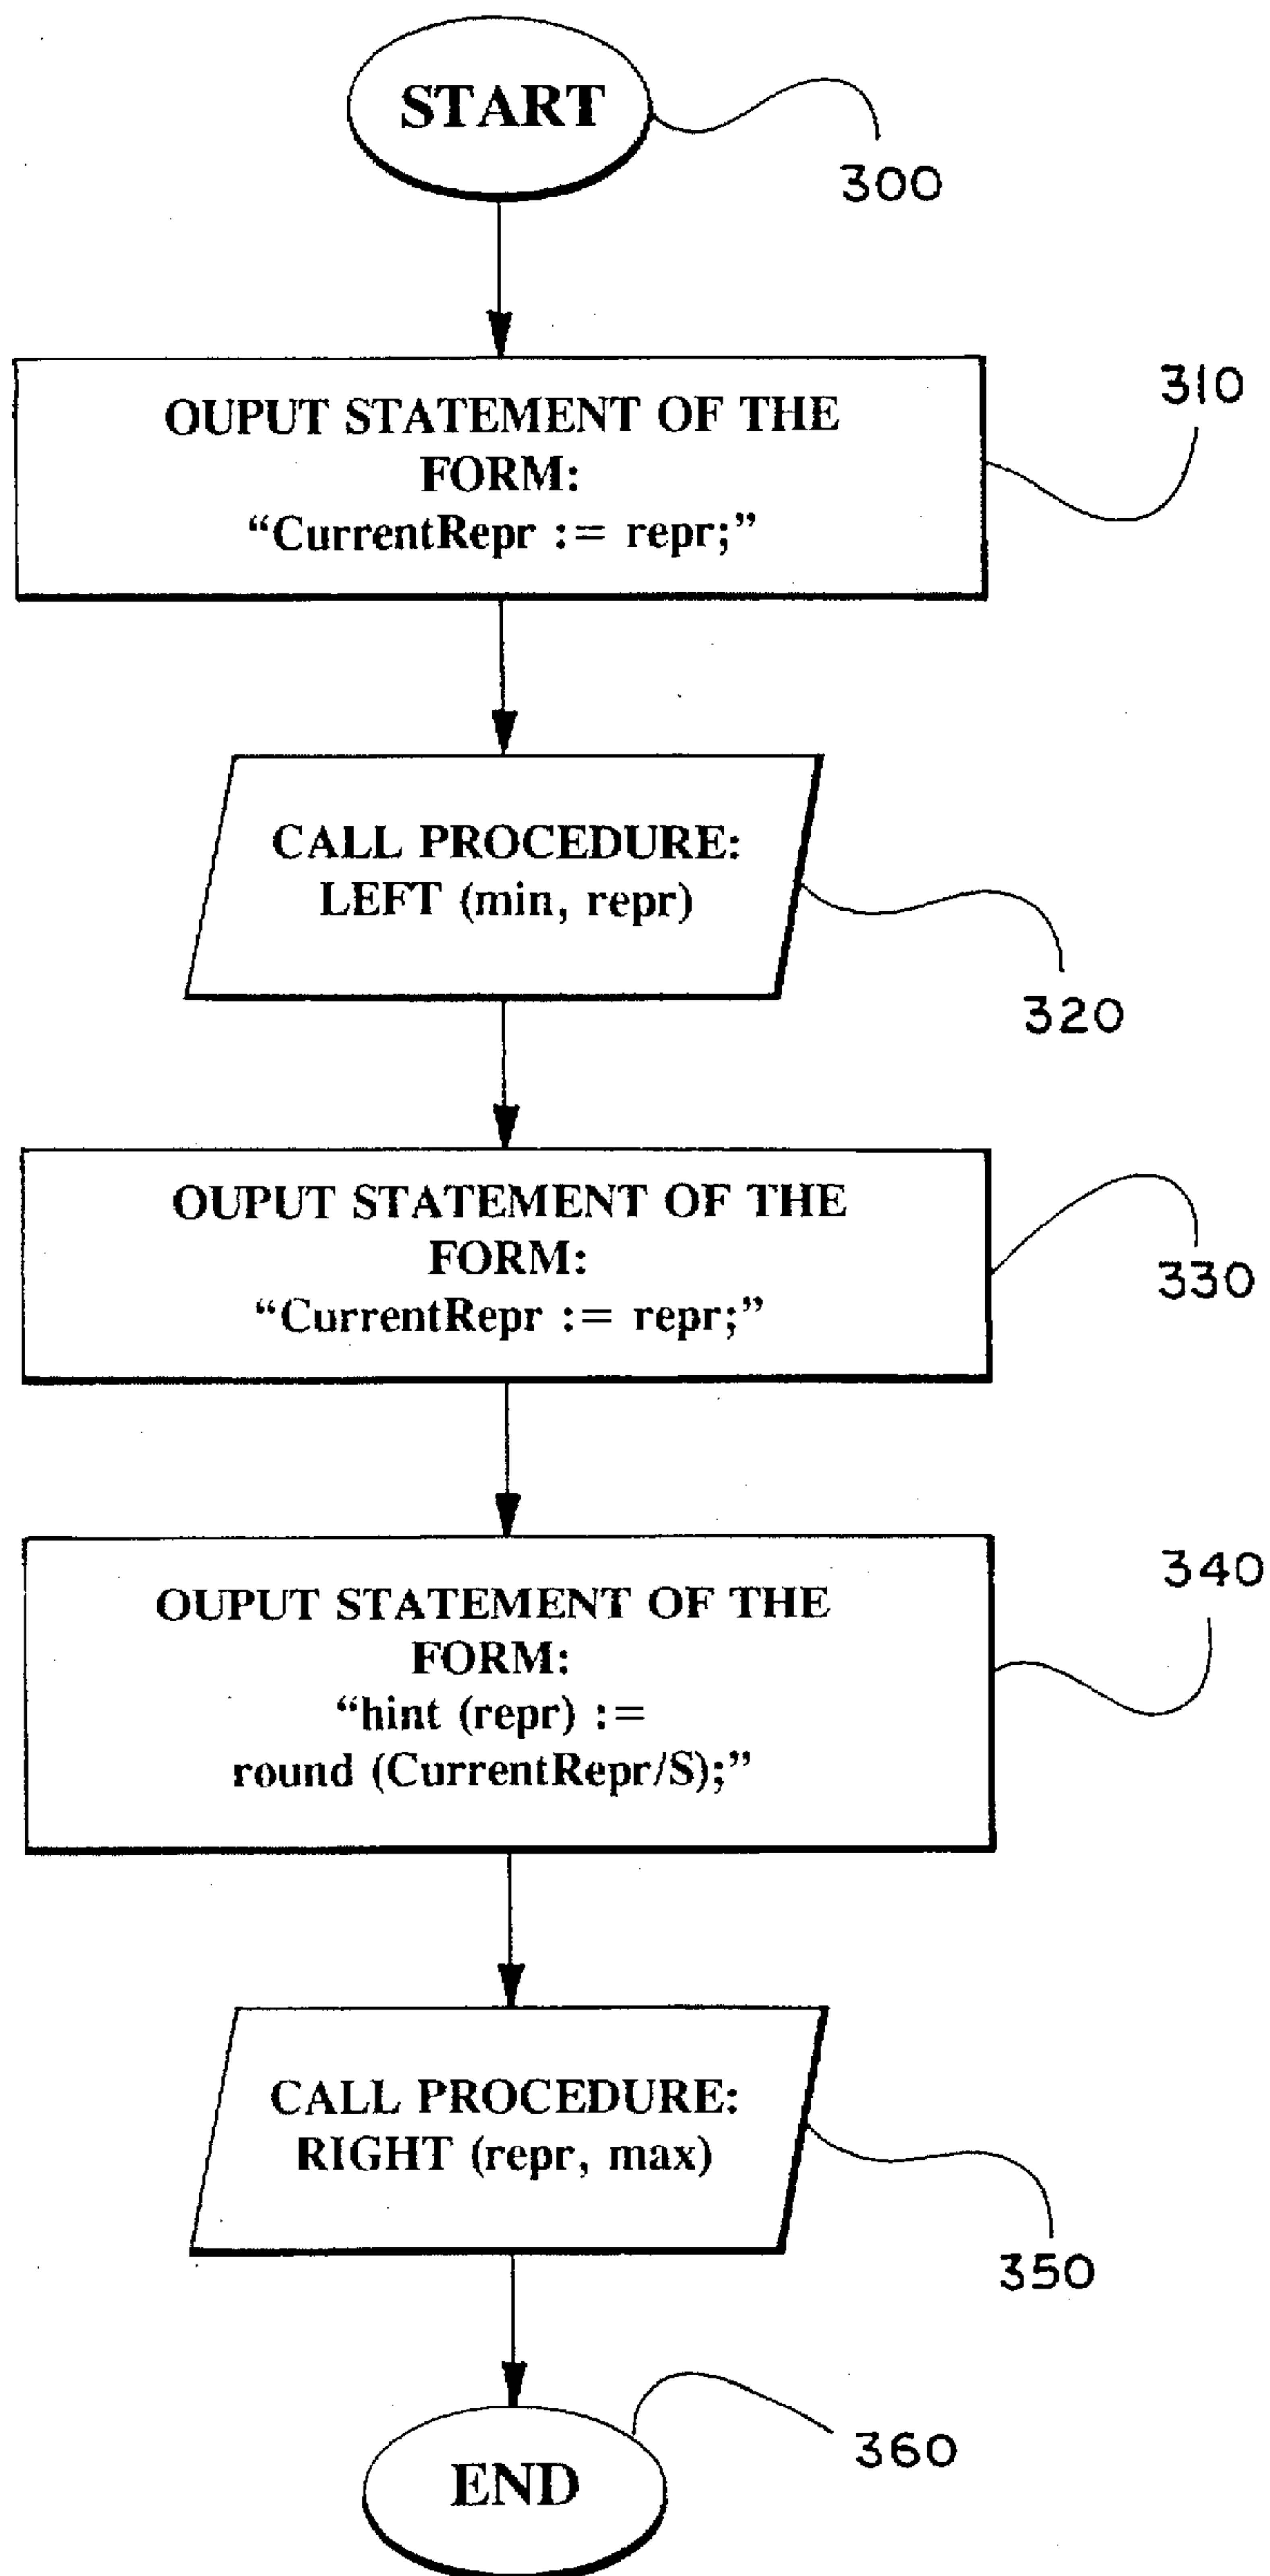 START
300
OUPUT STATEMENT OF THE
FORM:
“CurrentRepr := repr;”
310
CALL PROCEDURE:
LEFT (min, repr)
320
OUPUT STATEMENT OF THE
FORM:
“CurrentRepr := repr;”
330
OUPUT STATEMENT OF THE
FORM:
“hint (repr) :=
round (CurrentRepr/S);”
340
CALL PROCEDURE:
RIGHT (repr, max)
350
END
360